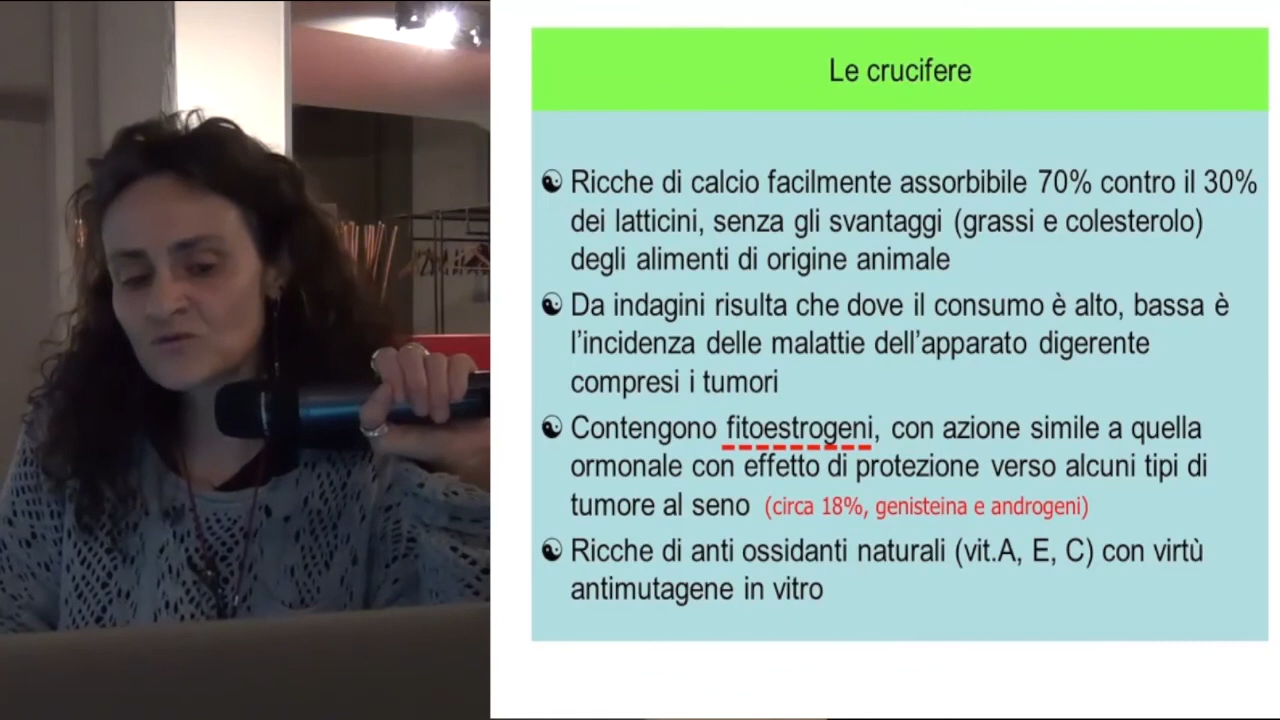 Le crucifere
Ricche di calcio facilmente assorbibile 70% contro il 30%
dei latticini, senza gli svantaggi (grassi e colesterolo)
degli alimenti di origine animale
Da indagini risulta che dove il consumo è alto, bassa è
l’incidenza delle malattie dell’apparato digerente
compresi i tumori
Contengono fitoestrogeni, con azione simile a quella
ormonale con effetto di protezione verso alcuni tipi di
tumore al seno (circa 18%, genisteina e androgeni)
Ricche di anti ossidanti naturali (vit.A, E, C) con virtù
antimutagene in vitro